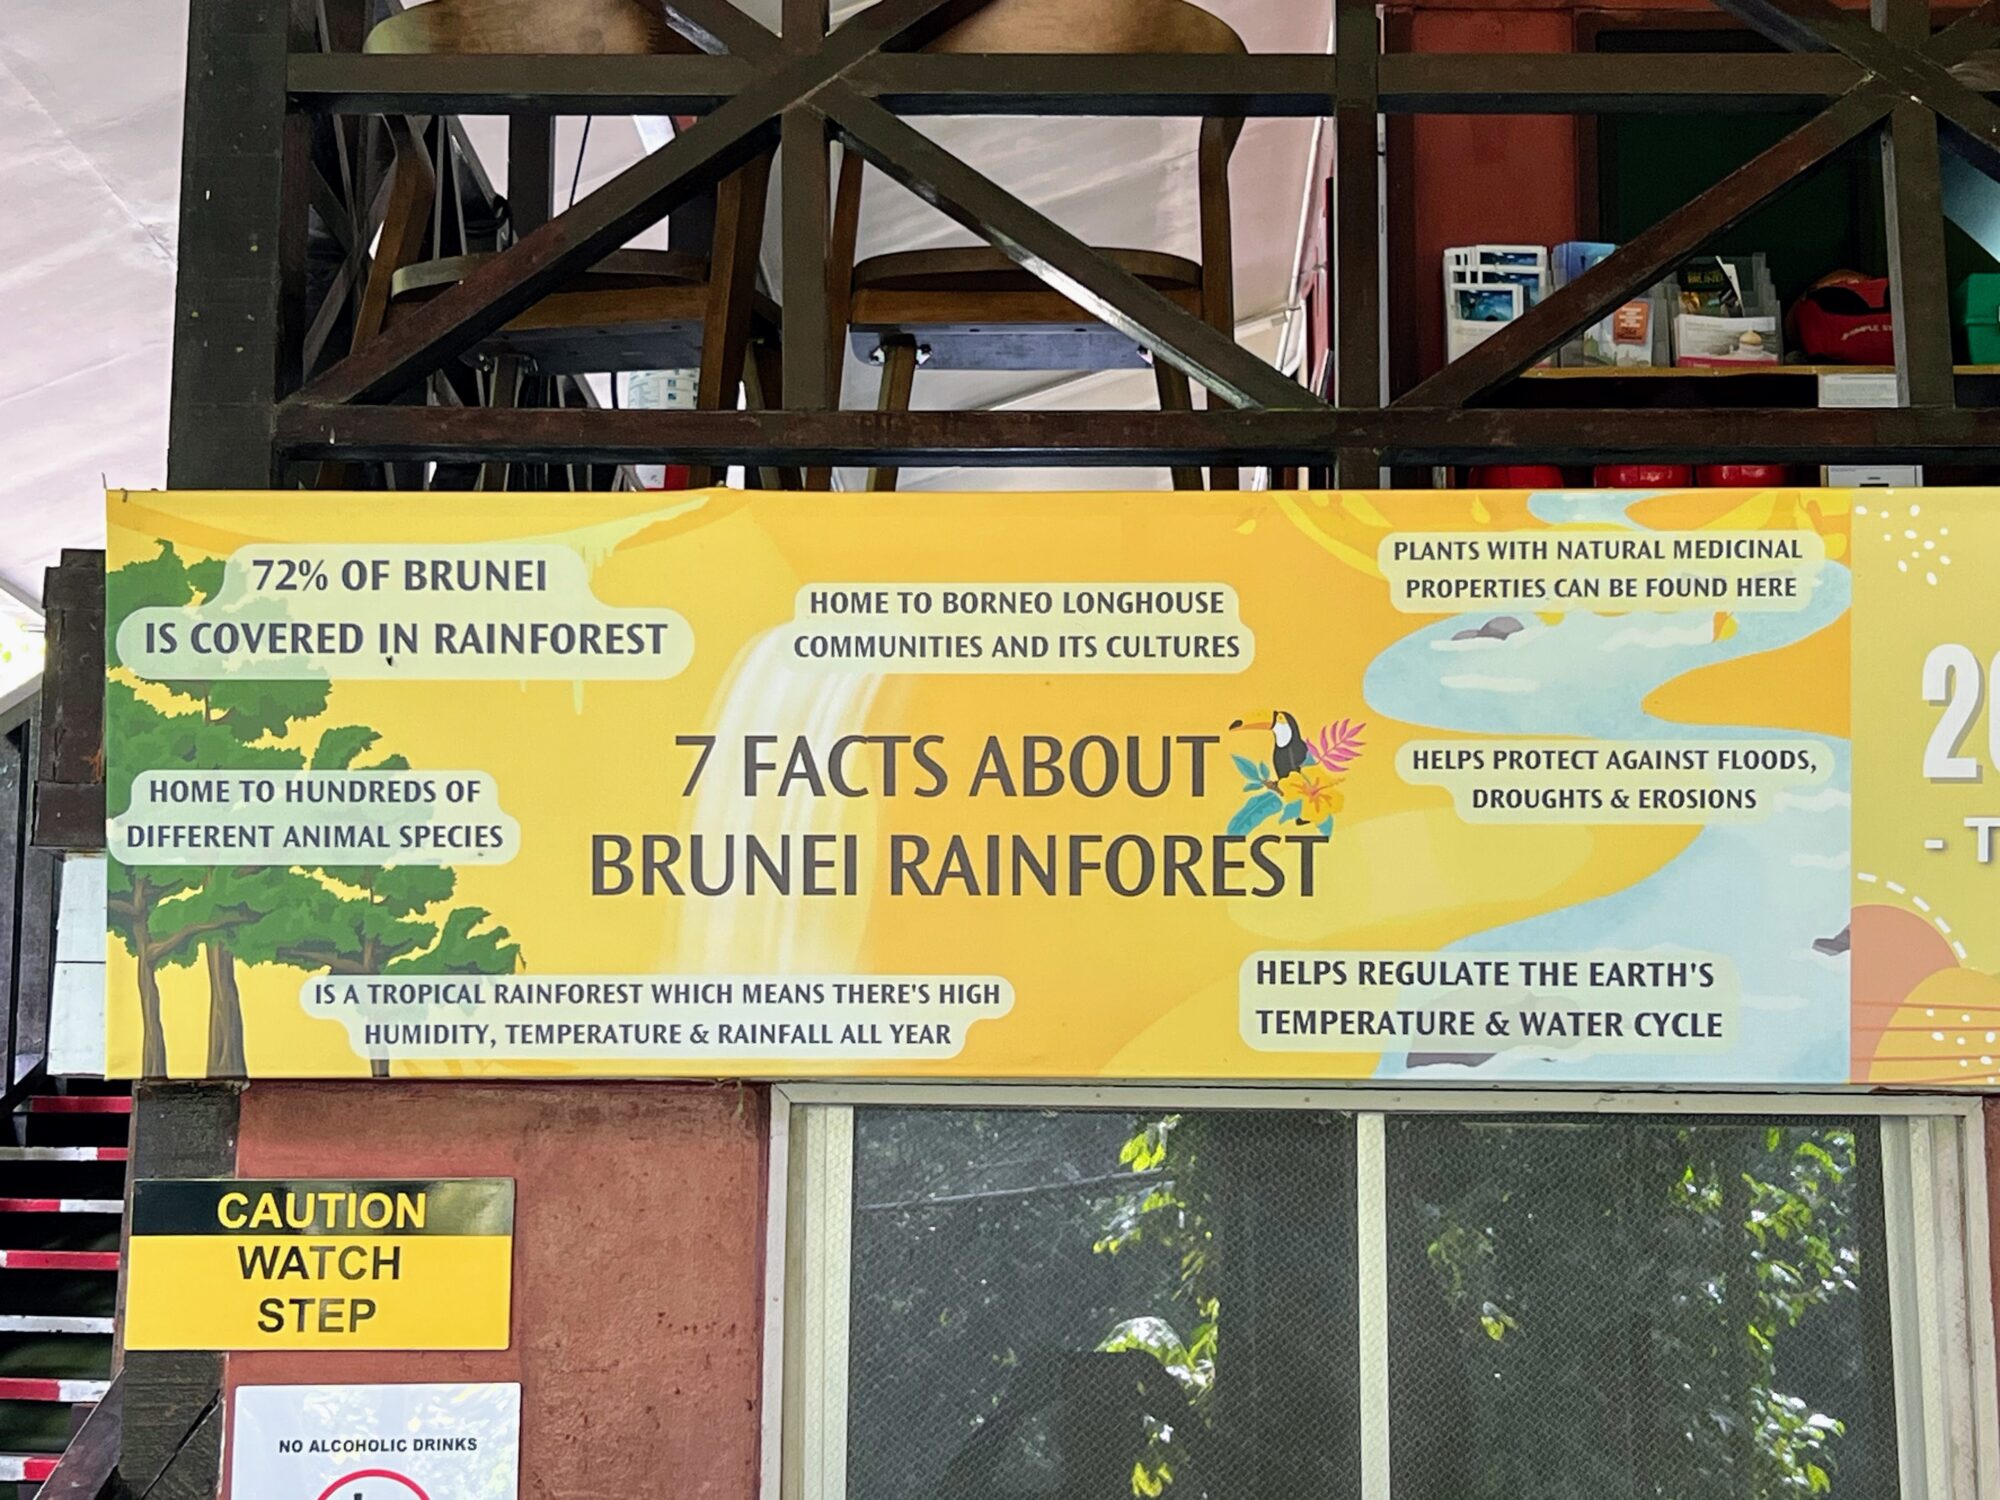 72% OF BRUNEI
IS COVERED IN RAINFOREST
HOME TO BORNEO LONGHOUSE
COMMUNITIES AND ITS CULTURES
PLANTS WITH NATURAL MEDICINAL
PROPERTIES CAN BE FOUND HERE
7 FACTS ABOUT
BRUNEI RAINFOREST
HOME TO HUNDREDS OF
DIFFERENT ANIMAL SPECIES
HELPS PROTECT AGAINST FLOODS,
DROUGHTS & EROSIONS
IS A TROPICAL RAINFOREST WHICH MEANS THERE'S HIGH
HUMIDITY, TEMPERATURE & RAINFALL ALL YEAR
HELPS REGULATE THE EARTH'S
TEMPERATURE & WATER CYCLE
CAUTION
WATCH
STEP
NO ALCOHOLIC DRINKS